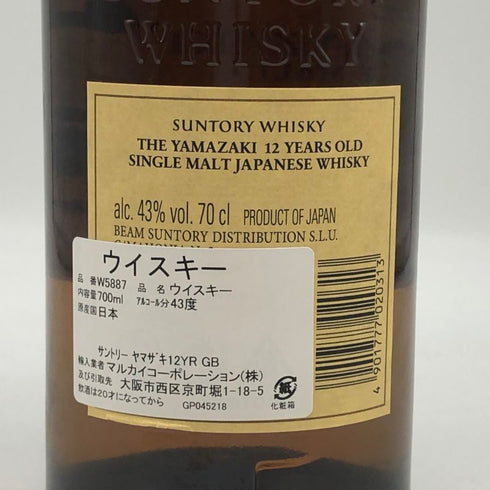 WHISKY
SUNTORY WHISKY
THE YAMAZAKI 12 YEARS OLD
SINGLE MALT JAPANESE WHISKY
alc. 43% vol. 70 cl PRODUCT OF JAPAN
BEAM SUNTORY DISTRIBUTION S.L.U.
4 901777 020313
ウイスキー
品 番W5887 品 名 ウイスキー
内容量700ml アルコール分 43度
原産国日本
サントリー ヤマザキ12YR GB
輸入業者 マルカイコーポレーション(株)
及び引取先 大阪市西区京町堀1-18-5
飲酒は20才になってから GP045218
紙
化粧箱